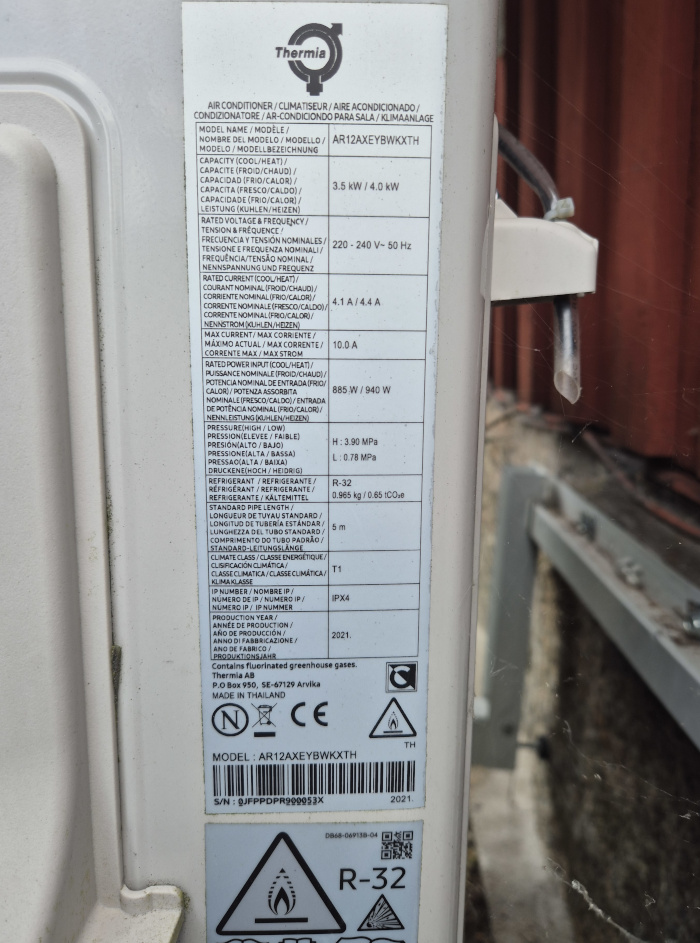 Thermia
AIR CONDITIONER / CLIMATISEUR / AIRE ACONDICIONADO /
CONDIZIONATORE / AR-CONDICIONDO PARA SALA / KLIMAANLAGE
MODEL NAME / MODÈLE /
NOMBRE DEL MODELO / MODELLO /
MODELO / MODELLBEZEICHNUNG
AR12AXEYBWKXTH
CAPACITY (COOL/HEAT) /
CAPACITE (FROID/CHAUD) /
CAPACIDAD (FRIO/CALOR) /
CAPACITA (FRESCO/CALDO) /
CAPACIDADE (FRIO/CALOR) /
LEISTUNG (KUHLEN/HEIZEN)
3.5 kW / 4.0 kW
RATED VOLTAGE & FREQUENCY /
TENSION & FRÉQUENCE /
FRECUENCIA Y TENSIÓN NOMINALES /
TENSIONE E FREQUENZA NOMINALI /
FREQUÊNCIA/TENSÃO NOMINAL /
NENNSPANNUNG UND FREQUENZ
220 - 240 V~ 50 Hz
RATED CURRENT (COOL/HEAT) /
COURANT NOMINAL (FROID/CHAUD) /
CORRIENTE NOMINAL (FRIO/CALOR) /
CORRENTE NOMINALE (FRESCO/CALDO) /
CORRENTE NOMINAL (FRIO/CALOR) /
NENNSTROM (KUHLEN/HEIZEN)
4.1 A / 4.4 A
MAX CURRENT / MAX CORRIENTE /
MÁXIMO ACTUAL / MAX CORRENTE /
CORRENTE MAX / MAX STROM
10.0 A
RATED POWER INPUT (COOL/HEAT) /
PUISSANCE NOMINALE (FROID/CHAUD) /
POTENCIA NOMINAL DE ENTRADA (FRIO
/CALOR) / POTENZA ASSORBITA
NOMINALE (FRESCO/CALDO) / ENTRADA
DE POTÊNCIA NOMINAL (FRIO/CALOR) /
NENNLEISTUNG (KUHLEN/HEIZEN)
885 W / 940 W
PRESSURE(HIGH / LOW)
PRESSION(ELEVEE / FAIBLE)
PRESIÓN(ALTO / BAJO)
PRESSIONE(ALTA / BASSA)
PRESSAO(ALTA / BAIXA)
DRUCKENE(HOCH / HEIDRIG)
H : 3.90 MPa
L : 0.78 MPa
REFRIGERANT / REFRIGERANTE /
RÉFRIGÉRANT / REFRIGERANTE /
REFRIGERANTE / KÄLTEMITTEL
R-32
0.965 kg / 0.65 tCO₂e
STANDARD PIPE LENGTH /
LONGUEUR DE TUYAU STANDARD /
LONGITUD DE TUBERÍA ESTÁNDAR /
LUNGHEZZA DEL TUBO STANDARD /
COMPRIMENTO DO TUBO PADRÃO /
STANDARD-LEITUNGSLÄNGE
5 m
CLIMATE CLASS / CLASSE ENERGÉTIQUE /
CLISIFICACIÓN CLIMÁTICA /
CLASSE CLIMATICA / CLASSE CLIMÁTICA /
KLIMA KLASSE
T1
IP NUMBER / NOMBRE IP /
NÚMERO DE IP / NUMERO IP /
NÚMERO IP / IP NUMMER
IPX4
PRODUCTION YEAR /
ANNÉE DE PRODUCTION /
AÑO DE PRODUCCIÓN /
ANNO DI FABBRICAZIONE /
ANO DE FABRICO /
PRODUKTIONSJAHR
2021.
Contains fluorinated greenhouse gases.
Thermia AB
P.O Box 950, SE-67129 Arvika
MADE IN THAILAND
N
CE
TH
MODEL : AR12AXEYBWKXTH
S/N : 0JFPPDPR900053X
2021.
DB68-06913B-04
R-32